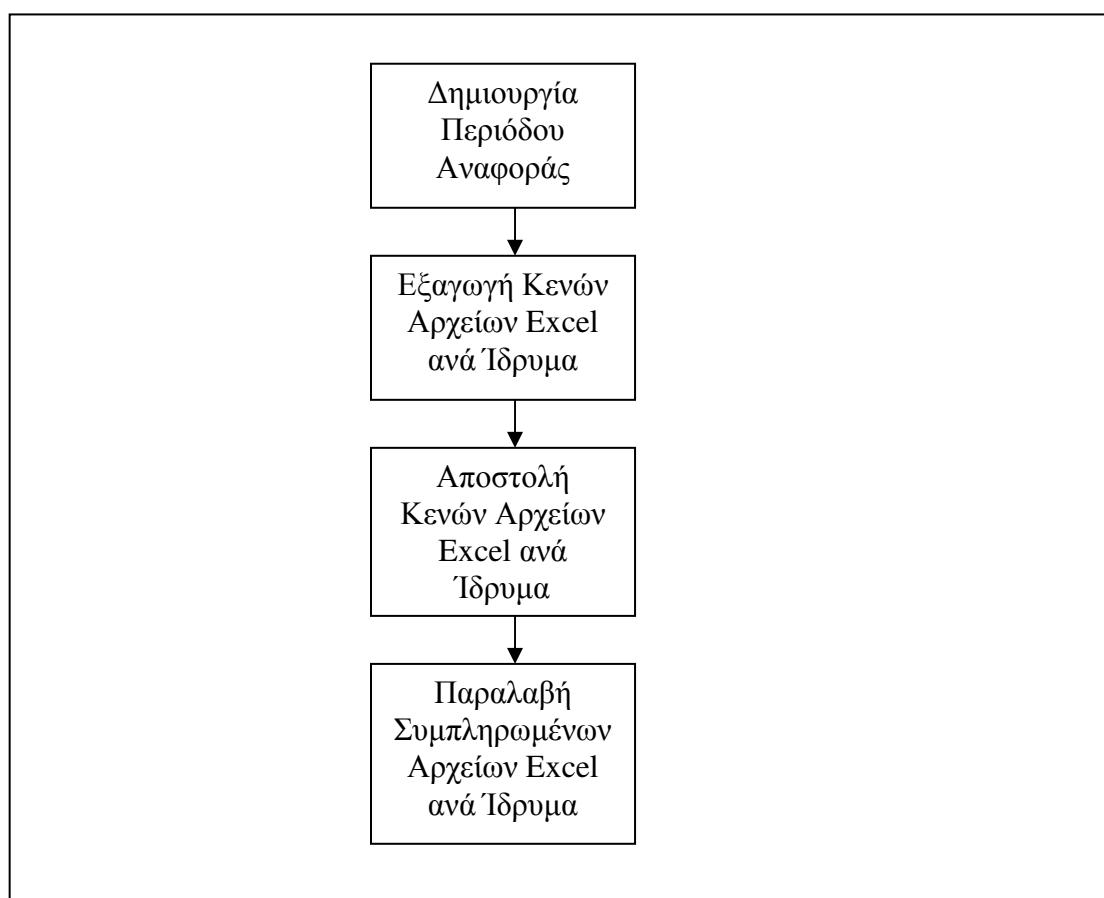 Δημιουργία
Περιόδου
Αναφοράς
Εξαγωγή Κενών
Αρχείων Excel
ανά Ίδρυμα
Αποστολή
Κενών Αρχείων
Excel ανά
Ίδρυμα
Παραλαβή
Συμπληρωμένων
Αρχείων Excel
ανά Ίδρυμα